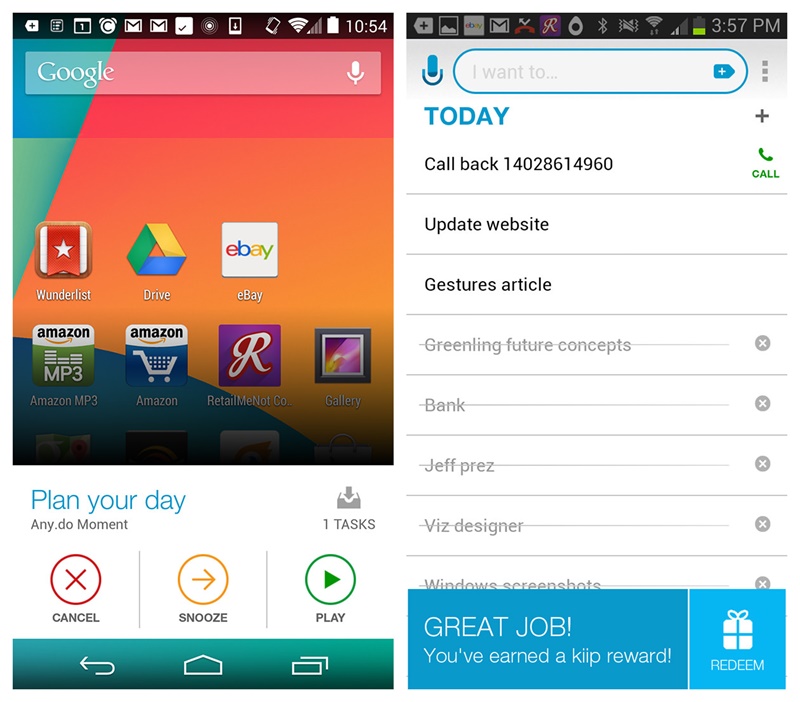 10:54
Google
Wunderlist
Drive
ebay
eBay
amazon
MP3
amazon
R
Amazon MP3
Amazon
RetailMeNot Co..
Gallery
Plan your day
Any.do Moment
1 TASKS
CANCEL
SNOOZE
PLAY
3:57 PM
I want to...
TODAY
Call back 14028614960
CALL
Update website
Gestures article
Greenling future concepts
Bank
Jeff prez
Viz designer
Windows screenshots
GREAT JOB!
You've earned a kiip reward!
REDEEM